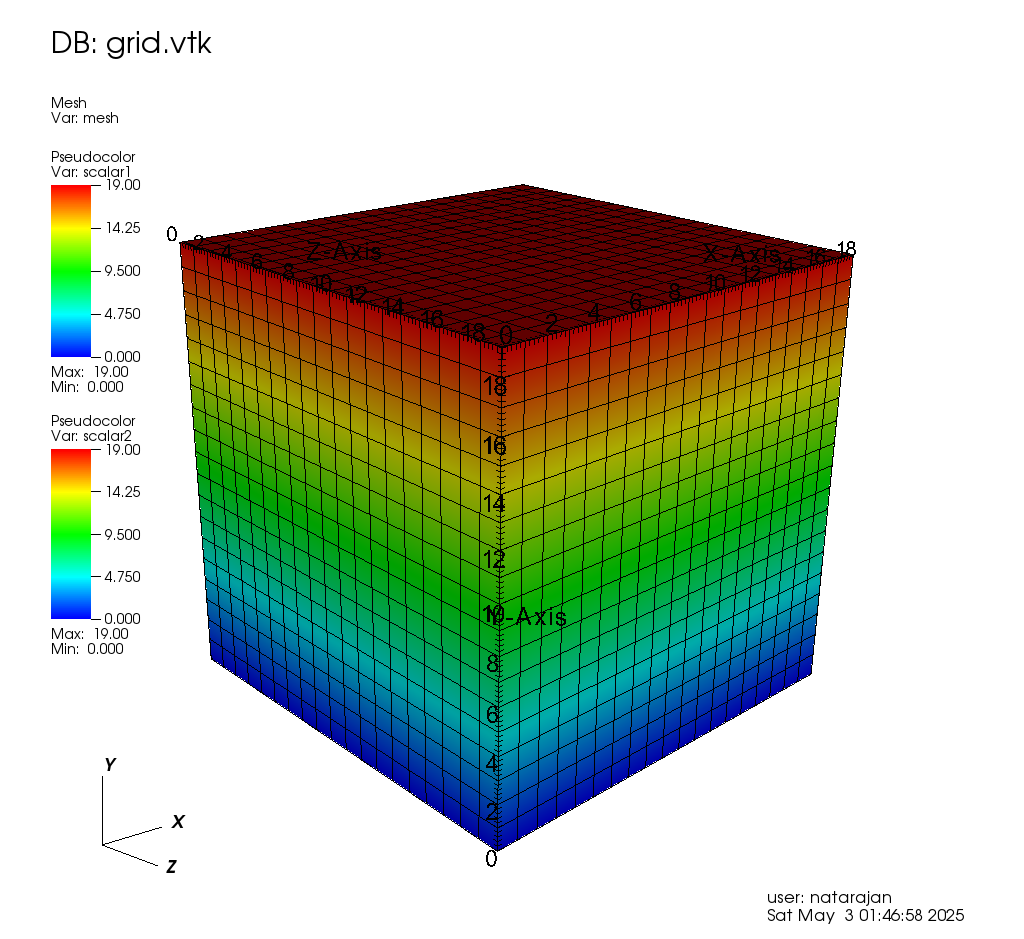 DB: grid.vtk
Mesh
Var: mesh
Pseudocolor
Var: scalar1
19.00
14.25
9.500
4.750
0.000
Max: 19.00
Min: 0.000
Pseudocolor
Var: scalar2
19.00
14.25
9.500
4.750
0.000
Max: 19.00
Min: 0.000
0 2 4 6 8 10 12 14 16 18
Z-Axis
0 2 4 6 8 10 12 14 16 18
X-Axis
18
16
14
12
10
Y-Axis
8
6
4
2
0
Y
X
Z
user: natarajan
Sat May 3 01:46:58 2025